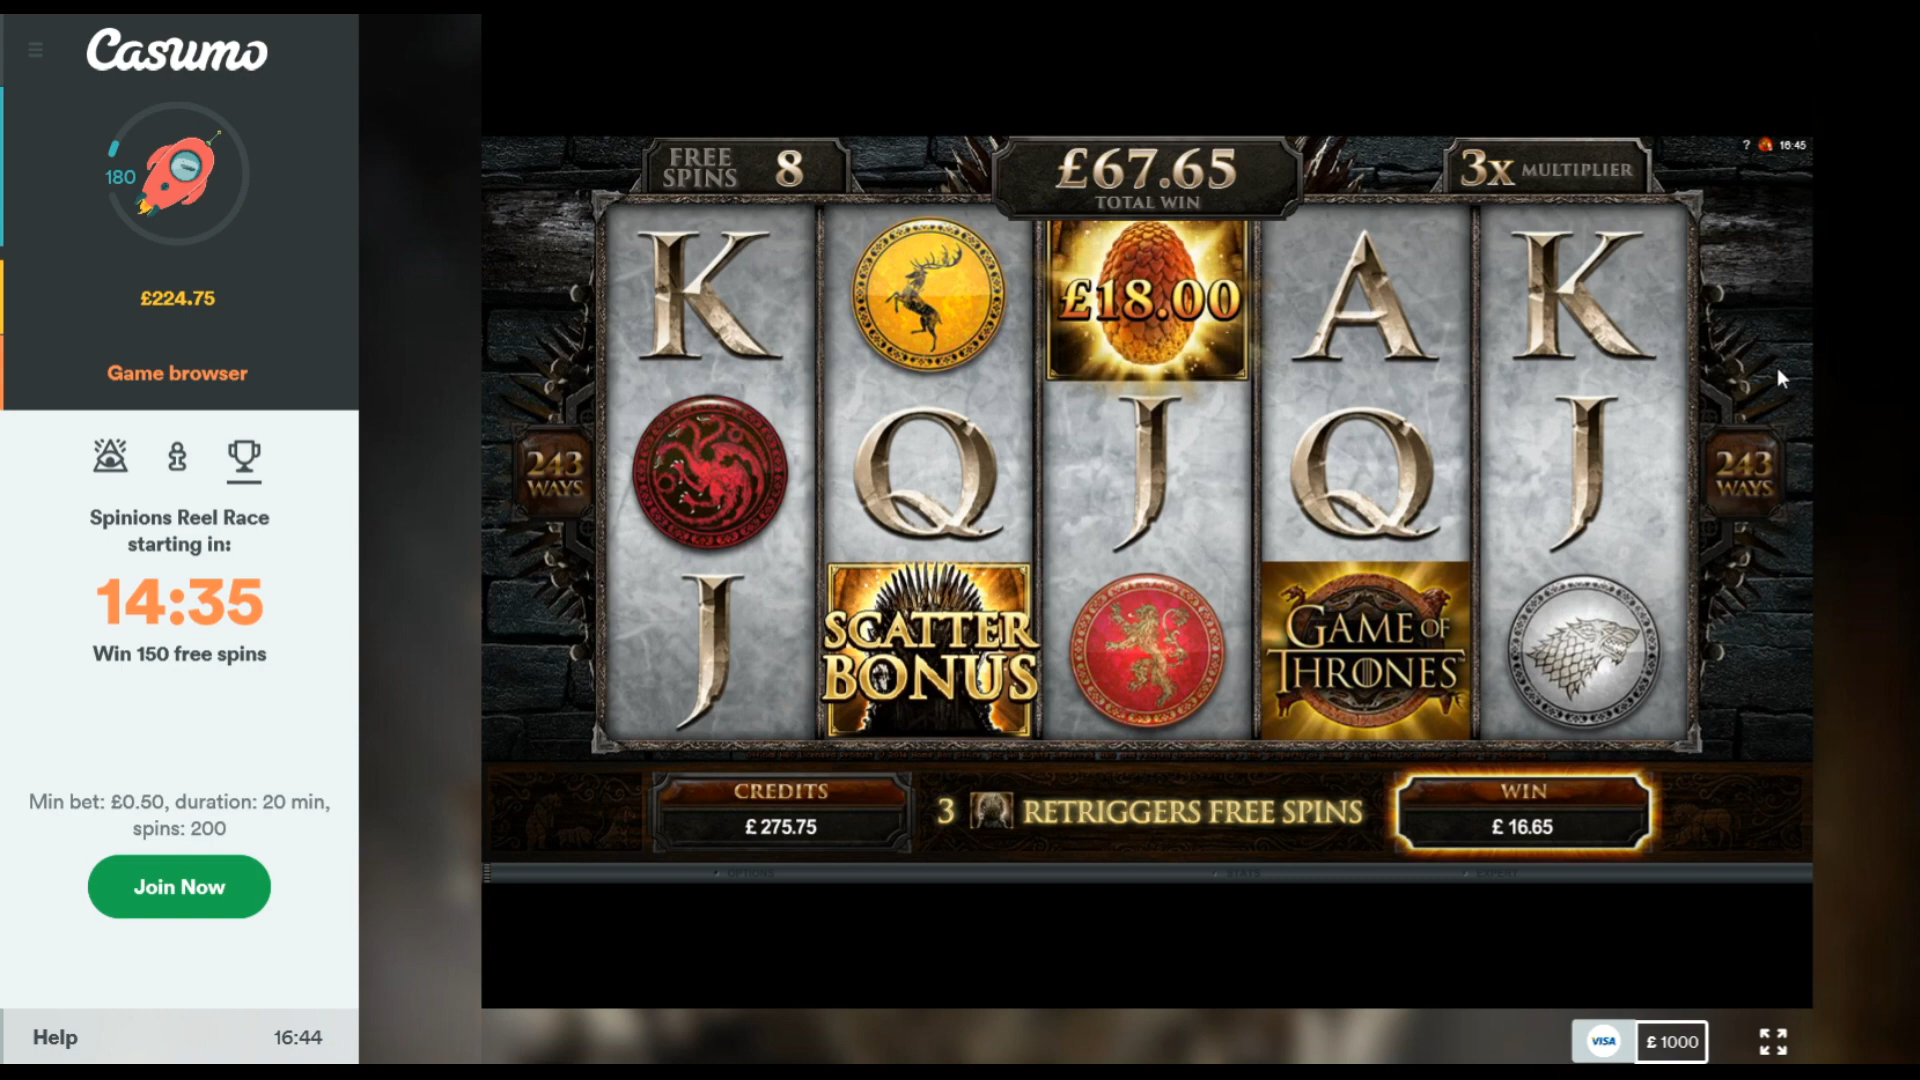 Casumo
180
£224.75
Game browser
Spinions Reel Race
starting in:
14:35
Win 150 free spins
Min bet: £0.50, duration: 20 min,
spins: 200
Join Now
Help
16:44
FREE
SPINS
8
£67.65
TOTAL WIN
3x MULTIPLIER
?
16:45
K
£18.00
A
K
243
WAYS
Q
J
Q
J
243
WAYS
J
SCATTER
BONUS
GAME OF
THRONES
CREDITS
£ 275.75
3 RETRIGGERS FREE SPINS
WIN
£ 16.65
OPTIONS
STATS
EXPERT
VISA
£ 1000